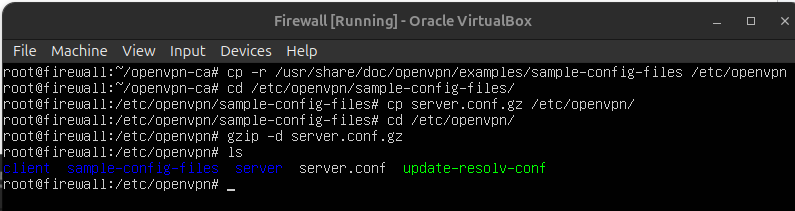 Firewall [Running] - Oracle VirtualBox
File Machine View Input Devices Help
root@firewall:~/openvpn-ca# cp -r /usr/share/doc/openvpn/examples/sample-config-files /etc/openvpn
root@firewall:~/openvpn-ca# cd /etc/openvpn/sample-config-files/
root@firewall:/etc/openvpn/sample-config-files# cp server.conf.gz /etc/openvpn/
root@firewall:/etc/openvpn/sample-config-files# cd /etc/openvpn/
root@firewall:/etc/openvpn# gzip -d server.conf.gz
root@firewall:/etc/openvpn# ls
client sample-config-files server server.conf update-resolv-conf
root@firewall:/etc/openvpn# _